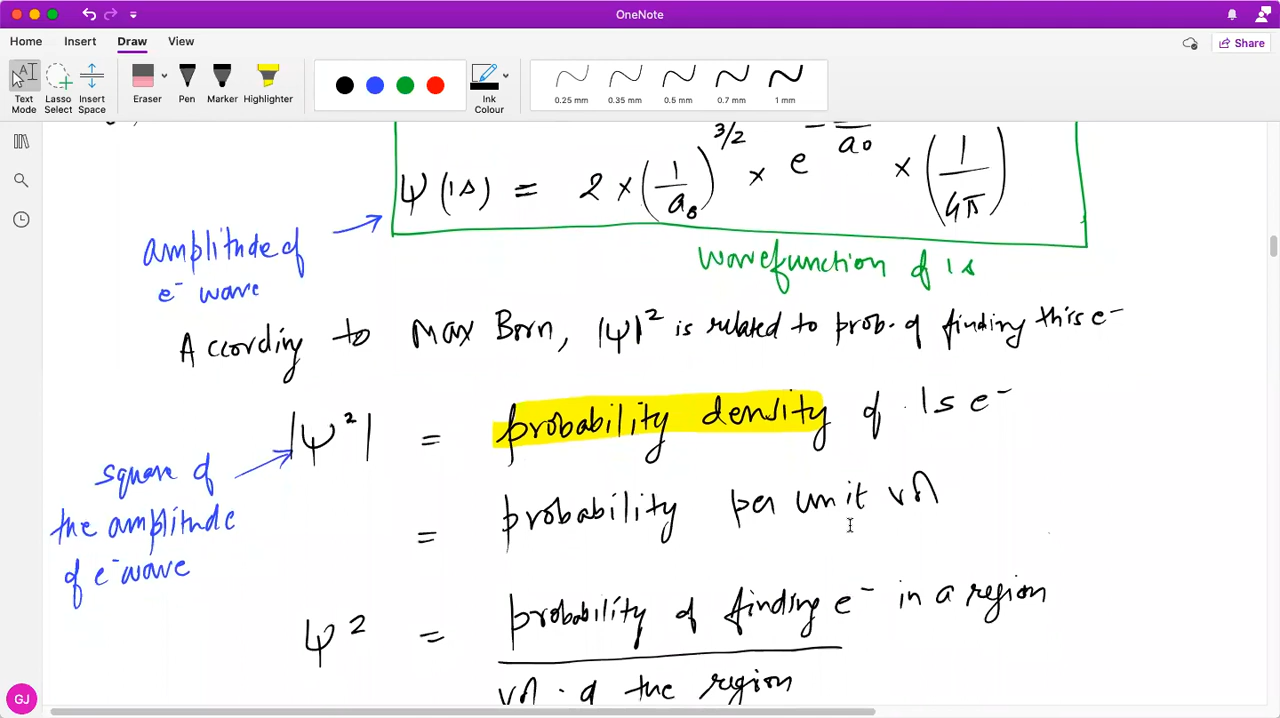 OneNote
Home Insert Draw View
Share
Text Mode
Lasso Select
Insert Space
Eraser
Pen
Marker
Highlighter
Ink Colour
0.25 mm 0.35 mm 0.5 mm 0.7 mm 1 mm
ψ(1s) = 2 × (1/a₀)^3/2 × e^-/a₀ × (1/4π)
amplitude of
e⁻ wave
wavefunction of 1s
According to Max Born, |ψ|² is related to prob. of finding this e⁻
|ψ²| = probability density of 1s e⁻
square of
the amplitude
of e⁻ wave
= probability per unit vol
ψ² = probability of finding e⁻ in a region
vol. of the region
GJ